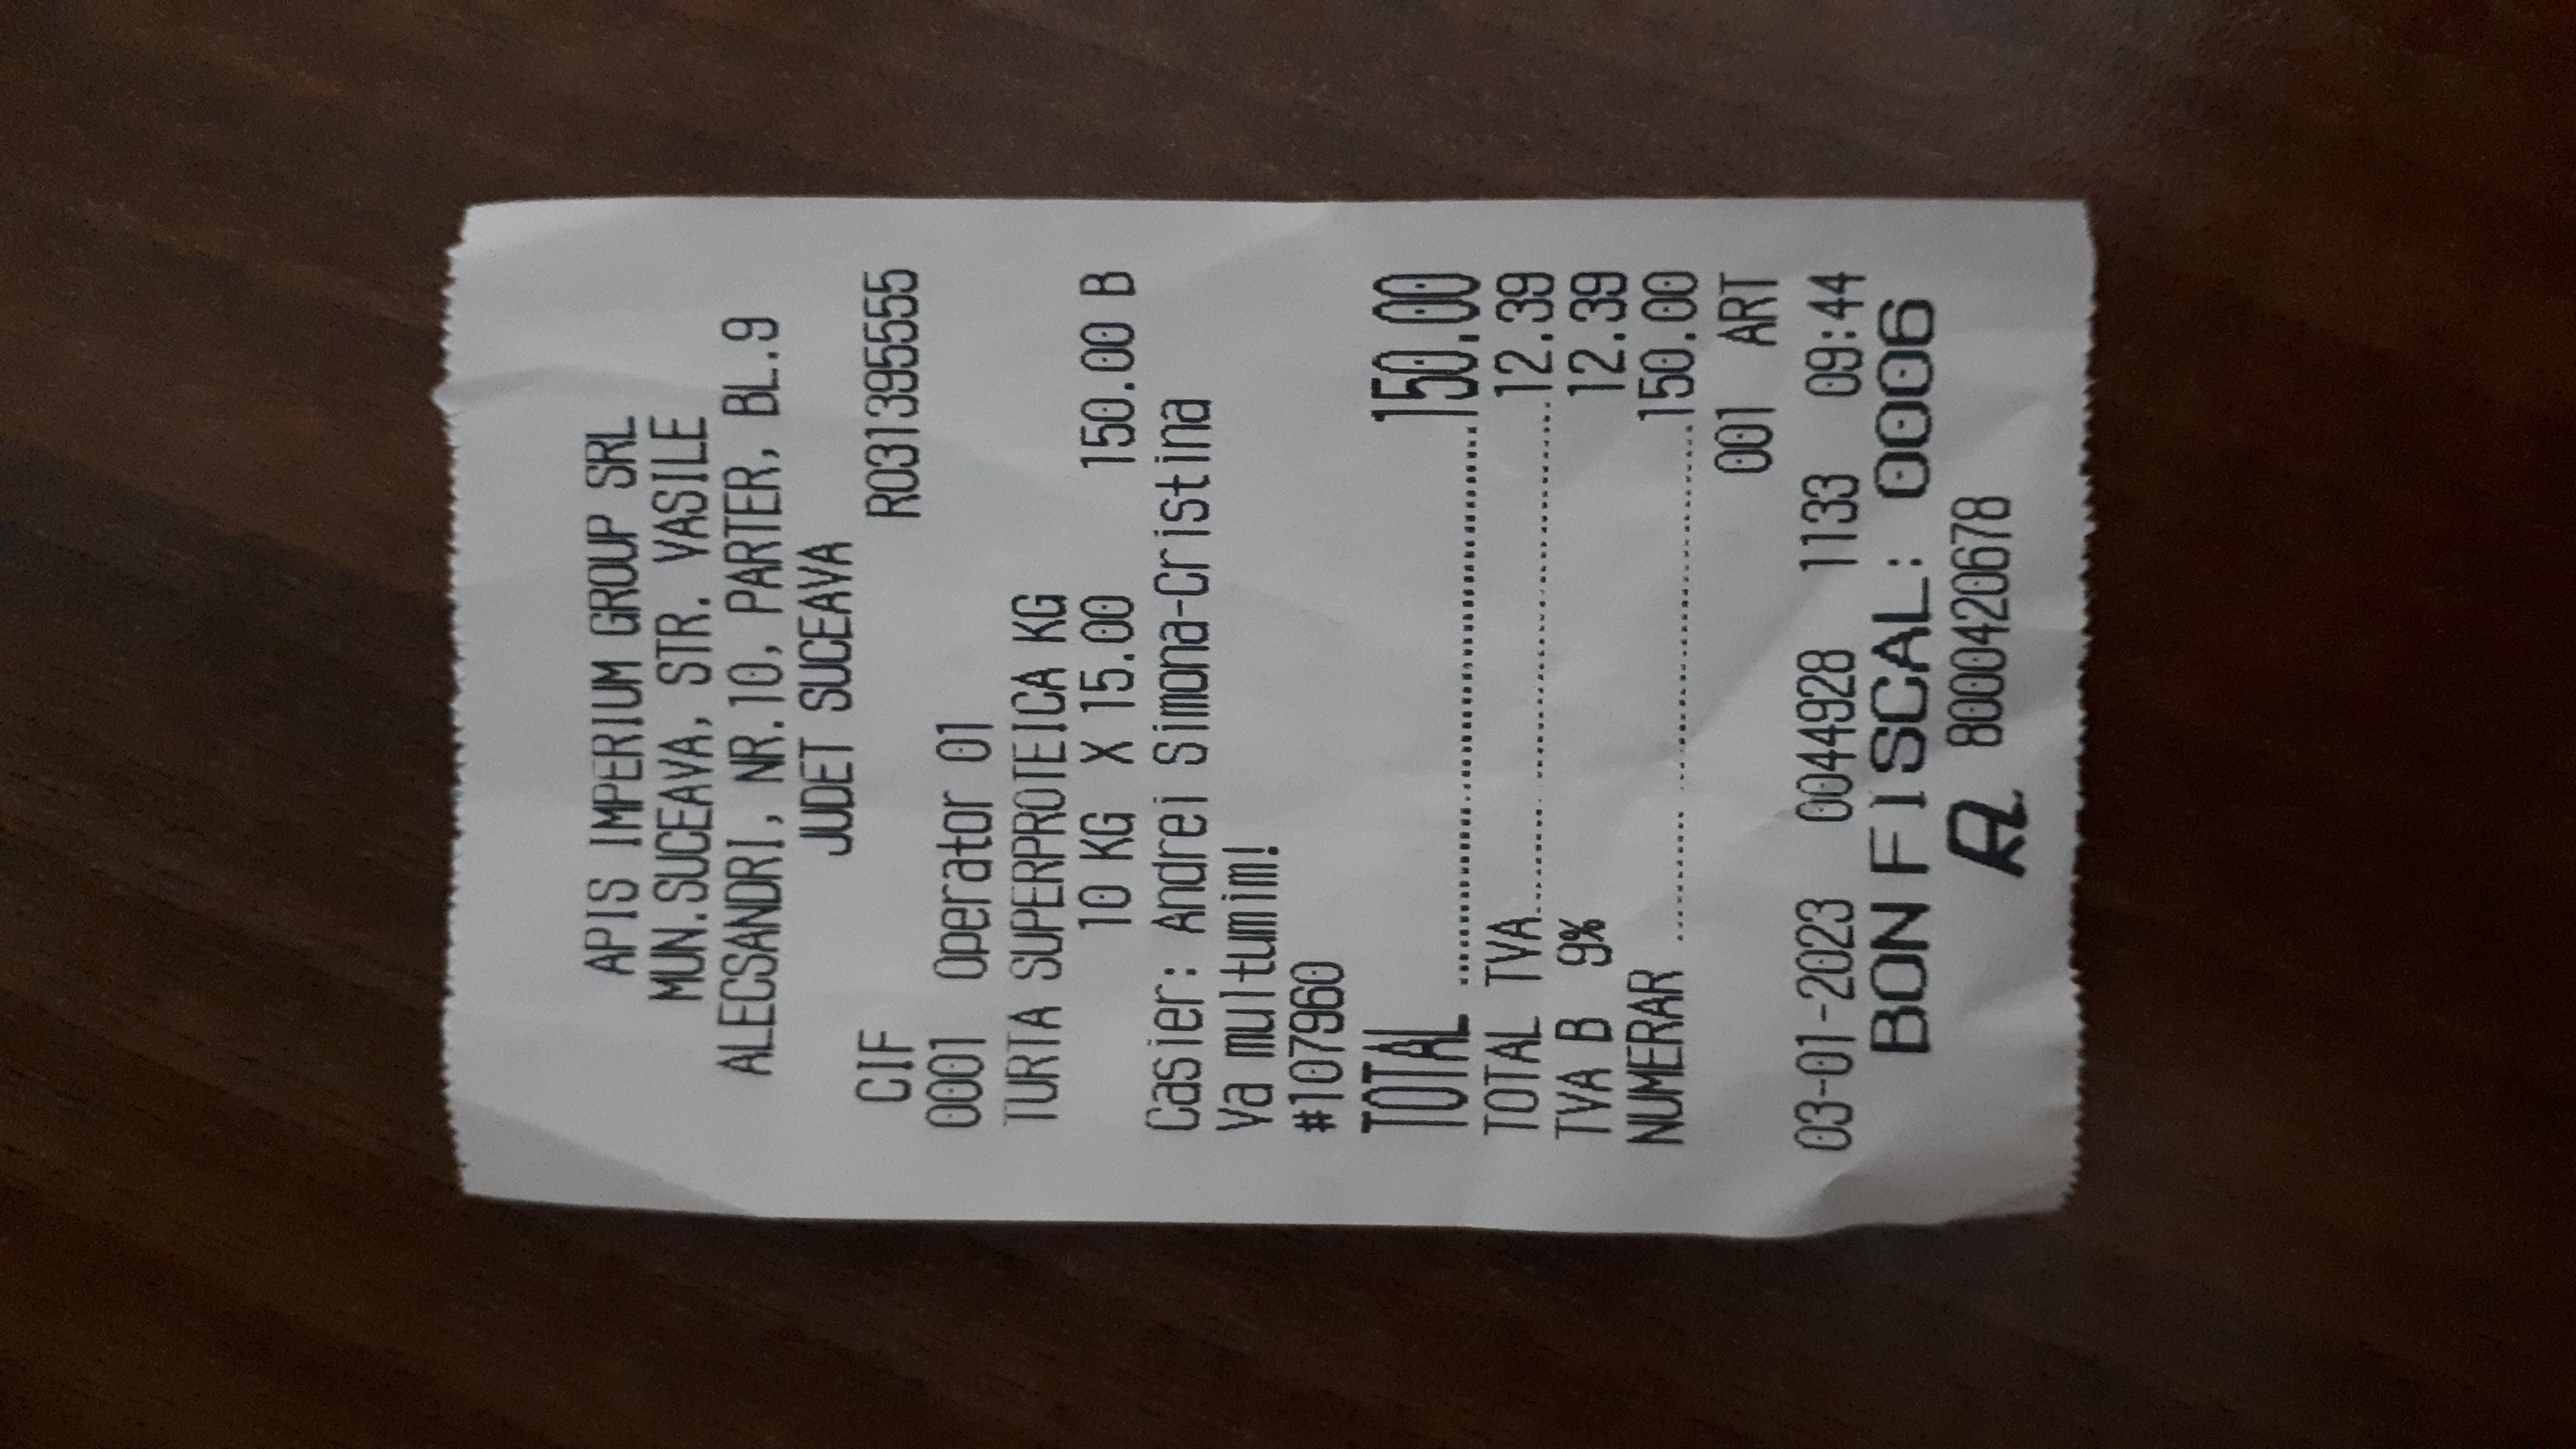 APIS IMPERIUM GROUP SRL
MUN.SUCEAVA, STR. VASILE
ALECSANDRI, NR.10, PARTER, BL.9
JUDET SUCEAVA
CIF RO31395555
0001 Operator 01
TURTA SUPERPROTEICA KG
10 KG X 15.00 150.00 B
Casier: Andrei Simona-Cristina
Va multumim!
#107960
TOTAL ..............................150.00
TOTAL TVA..............................12.39
TVA B 9% 12.39
NUMERAR ..............................150.00
001 ART
03-01-2023 0044928 1133 09:44
BON FISCAL: 0006
RL 8000420678